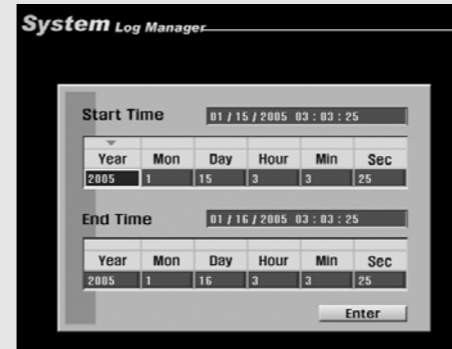 System Log Manager
Start Time 01 / 15 / 2005 03 : 03 : 25
Year Mon Day Hour Min Sec
2005 1 15 3 3 25
End Time 01 / 16 / 2005 03 : 03 : 25
Year Mon Day Hour Min Sec
2005 1 16 3 3 25
Enter